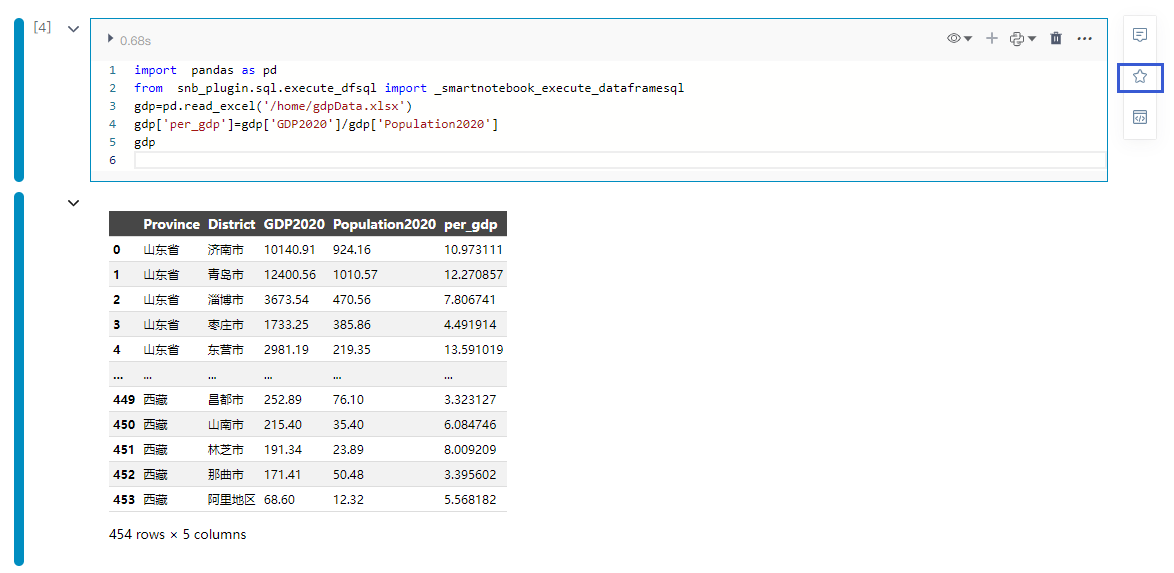 [4]
0.68s
1 import  pandas as pd
2 from  snb_plugin.sql.execute_dfsql import _smartnotebook_execute_dataframesql
3 gdp=pd.read_excel('/home/gdpData.xlsx')
4 gdp['per_gdp']=gdp['GDP2020']/gdp['Population2020']
5 gdp
6
Province District GDP2020 Population2020 per_gdp
0 山东省 济南市 10140.91 924.16 10.973111
1 山东省 青岛市 12400.56 1010.57 12.270857
2 山东省 淄博市 3673.54 470.56 7.806741
3 山东省 枣庄市 1733.25 385.86 4.491914
4 山东省 东营市 2981.19 219.35 13.591019
... ... ... ... ... ...
449 西藏 昌都市 252.89 76.10 3.323127
450 西藏 山南市 215.40 35.40 6.084746
451 西藏 林芝市 191.34 23.89 8.009209
452 西藏 那曲市 171.41 50.48 3.395602
453 西藏 阿里地区 68.60 12.32 5.568182
454 rows × 5 columns